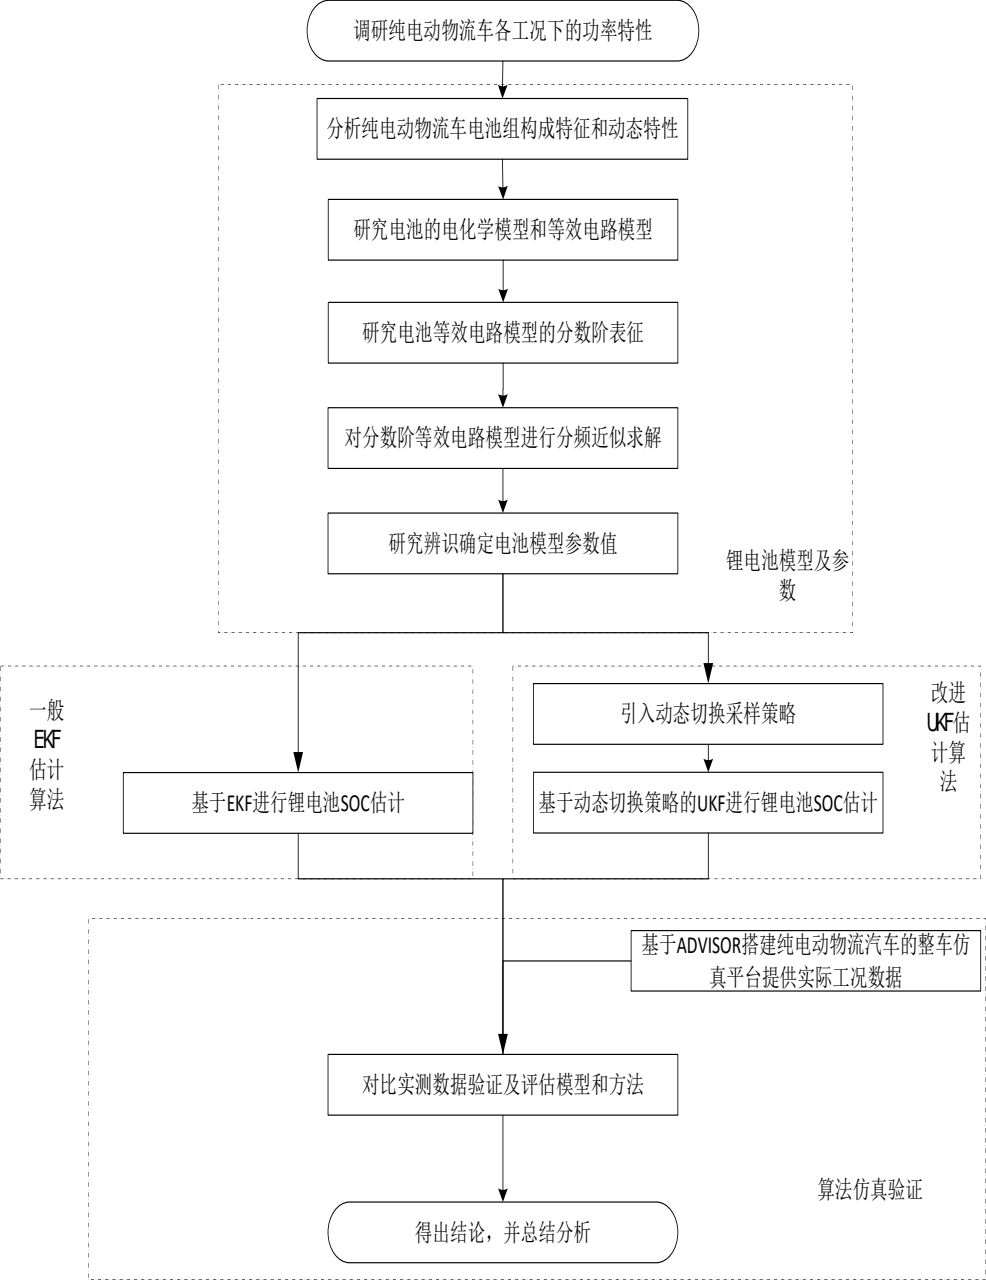 调研纯电动物流车各工况下的功率特性
分析纯电动物流车电池组构成特征和动态特性
研究电池的电化学模型和等效电路模型
研究电池等效电路模型的分数阶表征
对分数阶等效电路模型进行分频近似求解
研究辨识确定电池模型参数值
锂电池模型及参
数
一般
EKF
估计
算法
基于EKF进行锂电池SOC估计
引入动态切换采样策略
基于动态切换策略的UKF进行锂电池SOC估计
改进
UKF估
计算
法
基于ADVISOR搭建纯电动物流汽车的整车仿
真平台提供实际工况数据
对比实测数据验证及评估模型和方法
算法仿真验证
得出结论，并总结分析